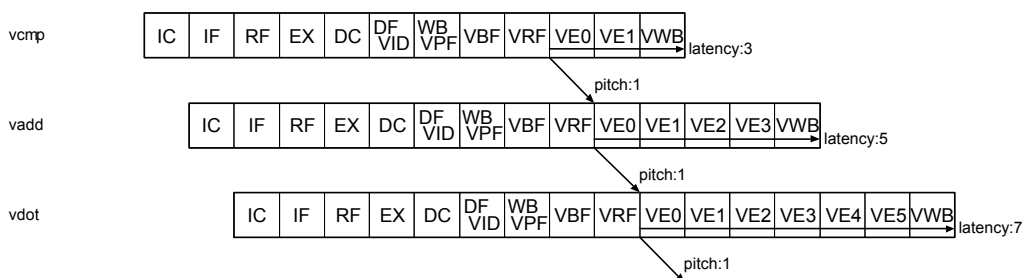 vcmp IC IF RF EX DC DF VID WB VPF VBF VRF VE0 VE1 VWB latency:3
pitch:1
vadd IC IF RF EX DC DF VID WB VPF VBF VRF VE0 VE1 VE2 VE3 VWB latency:5
pitch:1
vdot IC IF RF EX DC DF VID WB VPF VBF VRF VE0 VE1 VE2 VE3 VE4 VE5 VWB latency:7
pitch:1